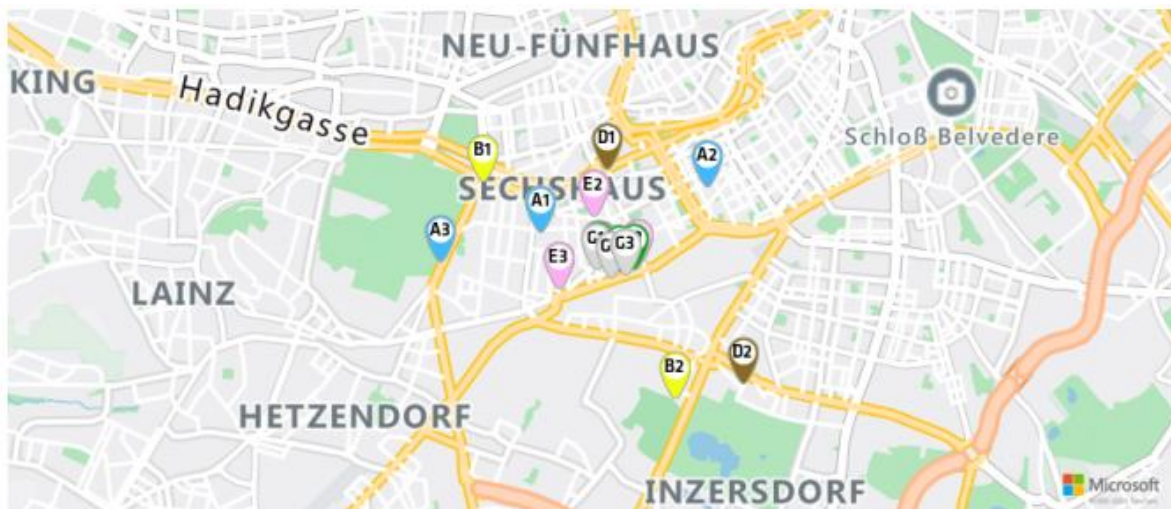 NEU-FÜNFHAUS
KING
Hadikgasse
Schloß Belvedere
D1
B1
A2
SECHSHAUS
E2
A1
A3
G3
E3
LAINZ
D2
B2
HETZENDORF
INZERSDORF
Microsoft